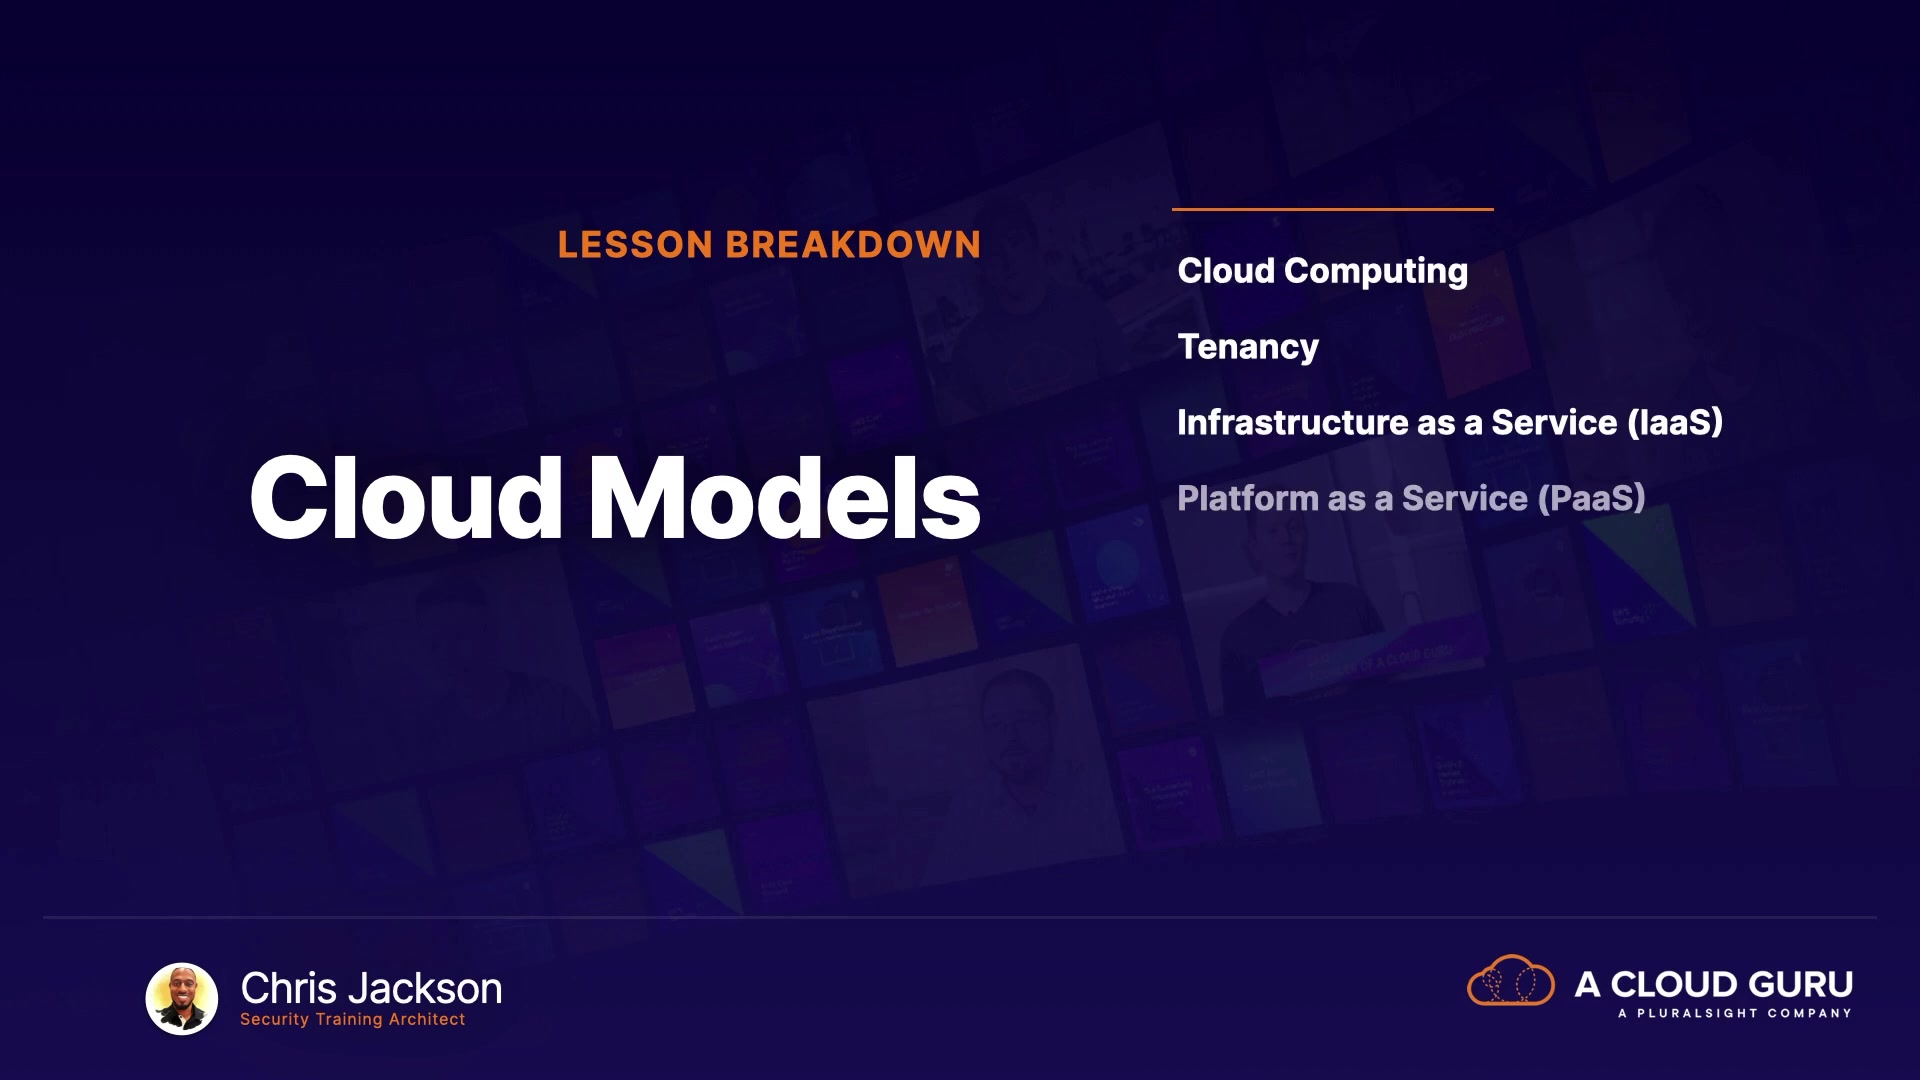 LESSON BREAKDOWN
Cloud Models
Cloud Computing
Tenancy
Infrastructure as a Service (IaaS)
Platform as a Service (PaaS)
Chris Jackson
Security Training Architect
A CLOUD GURU
A PLURALSIGHT COMPANY